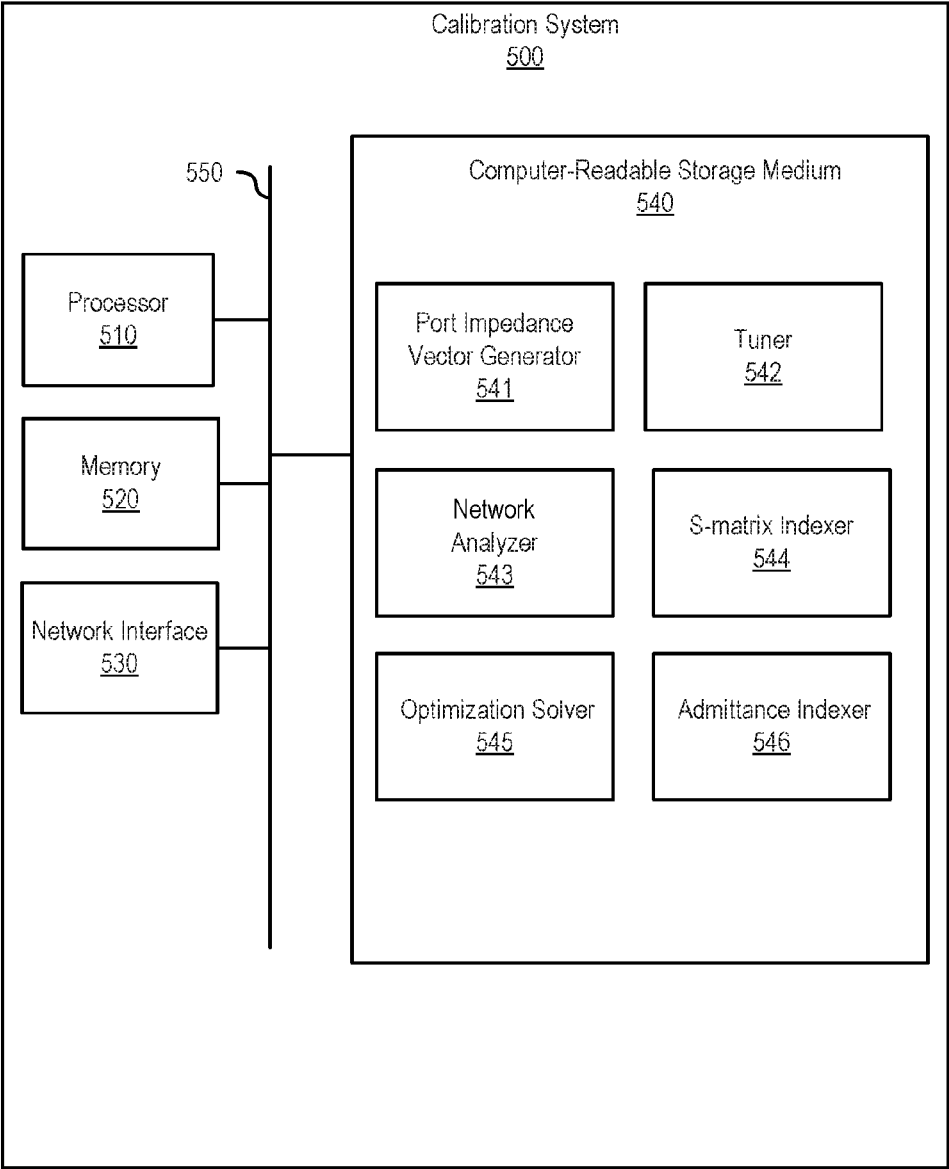 Calibration System
500
550
Computer-Readable Storage Medium
540
Processor
510
Memory
520
Network Interface
530
Port Impedance
Vector Generator
541
Tuner
542
Network
Analyzer
543
S-matrix Indexer
544
Optimization Solver
545
Admittance Indexer
546